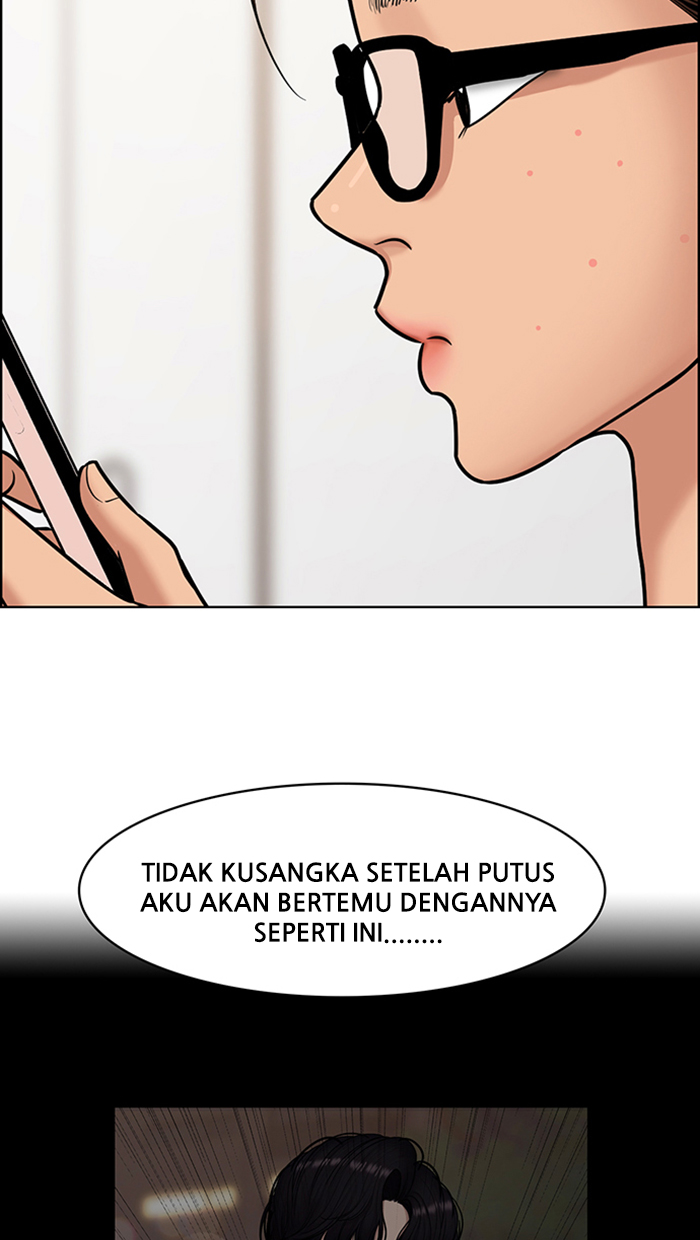 TIDAK KUSANGKA SETELAH PUTUS
AKU AKAN BERTEMU DENGANNYA
SEPERTI INI........